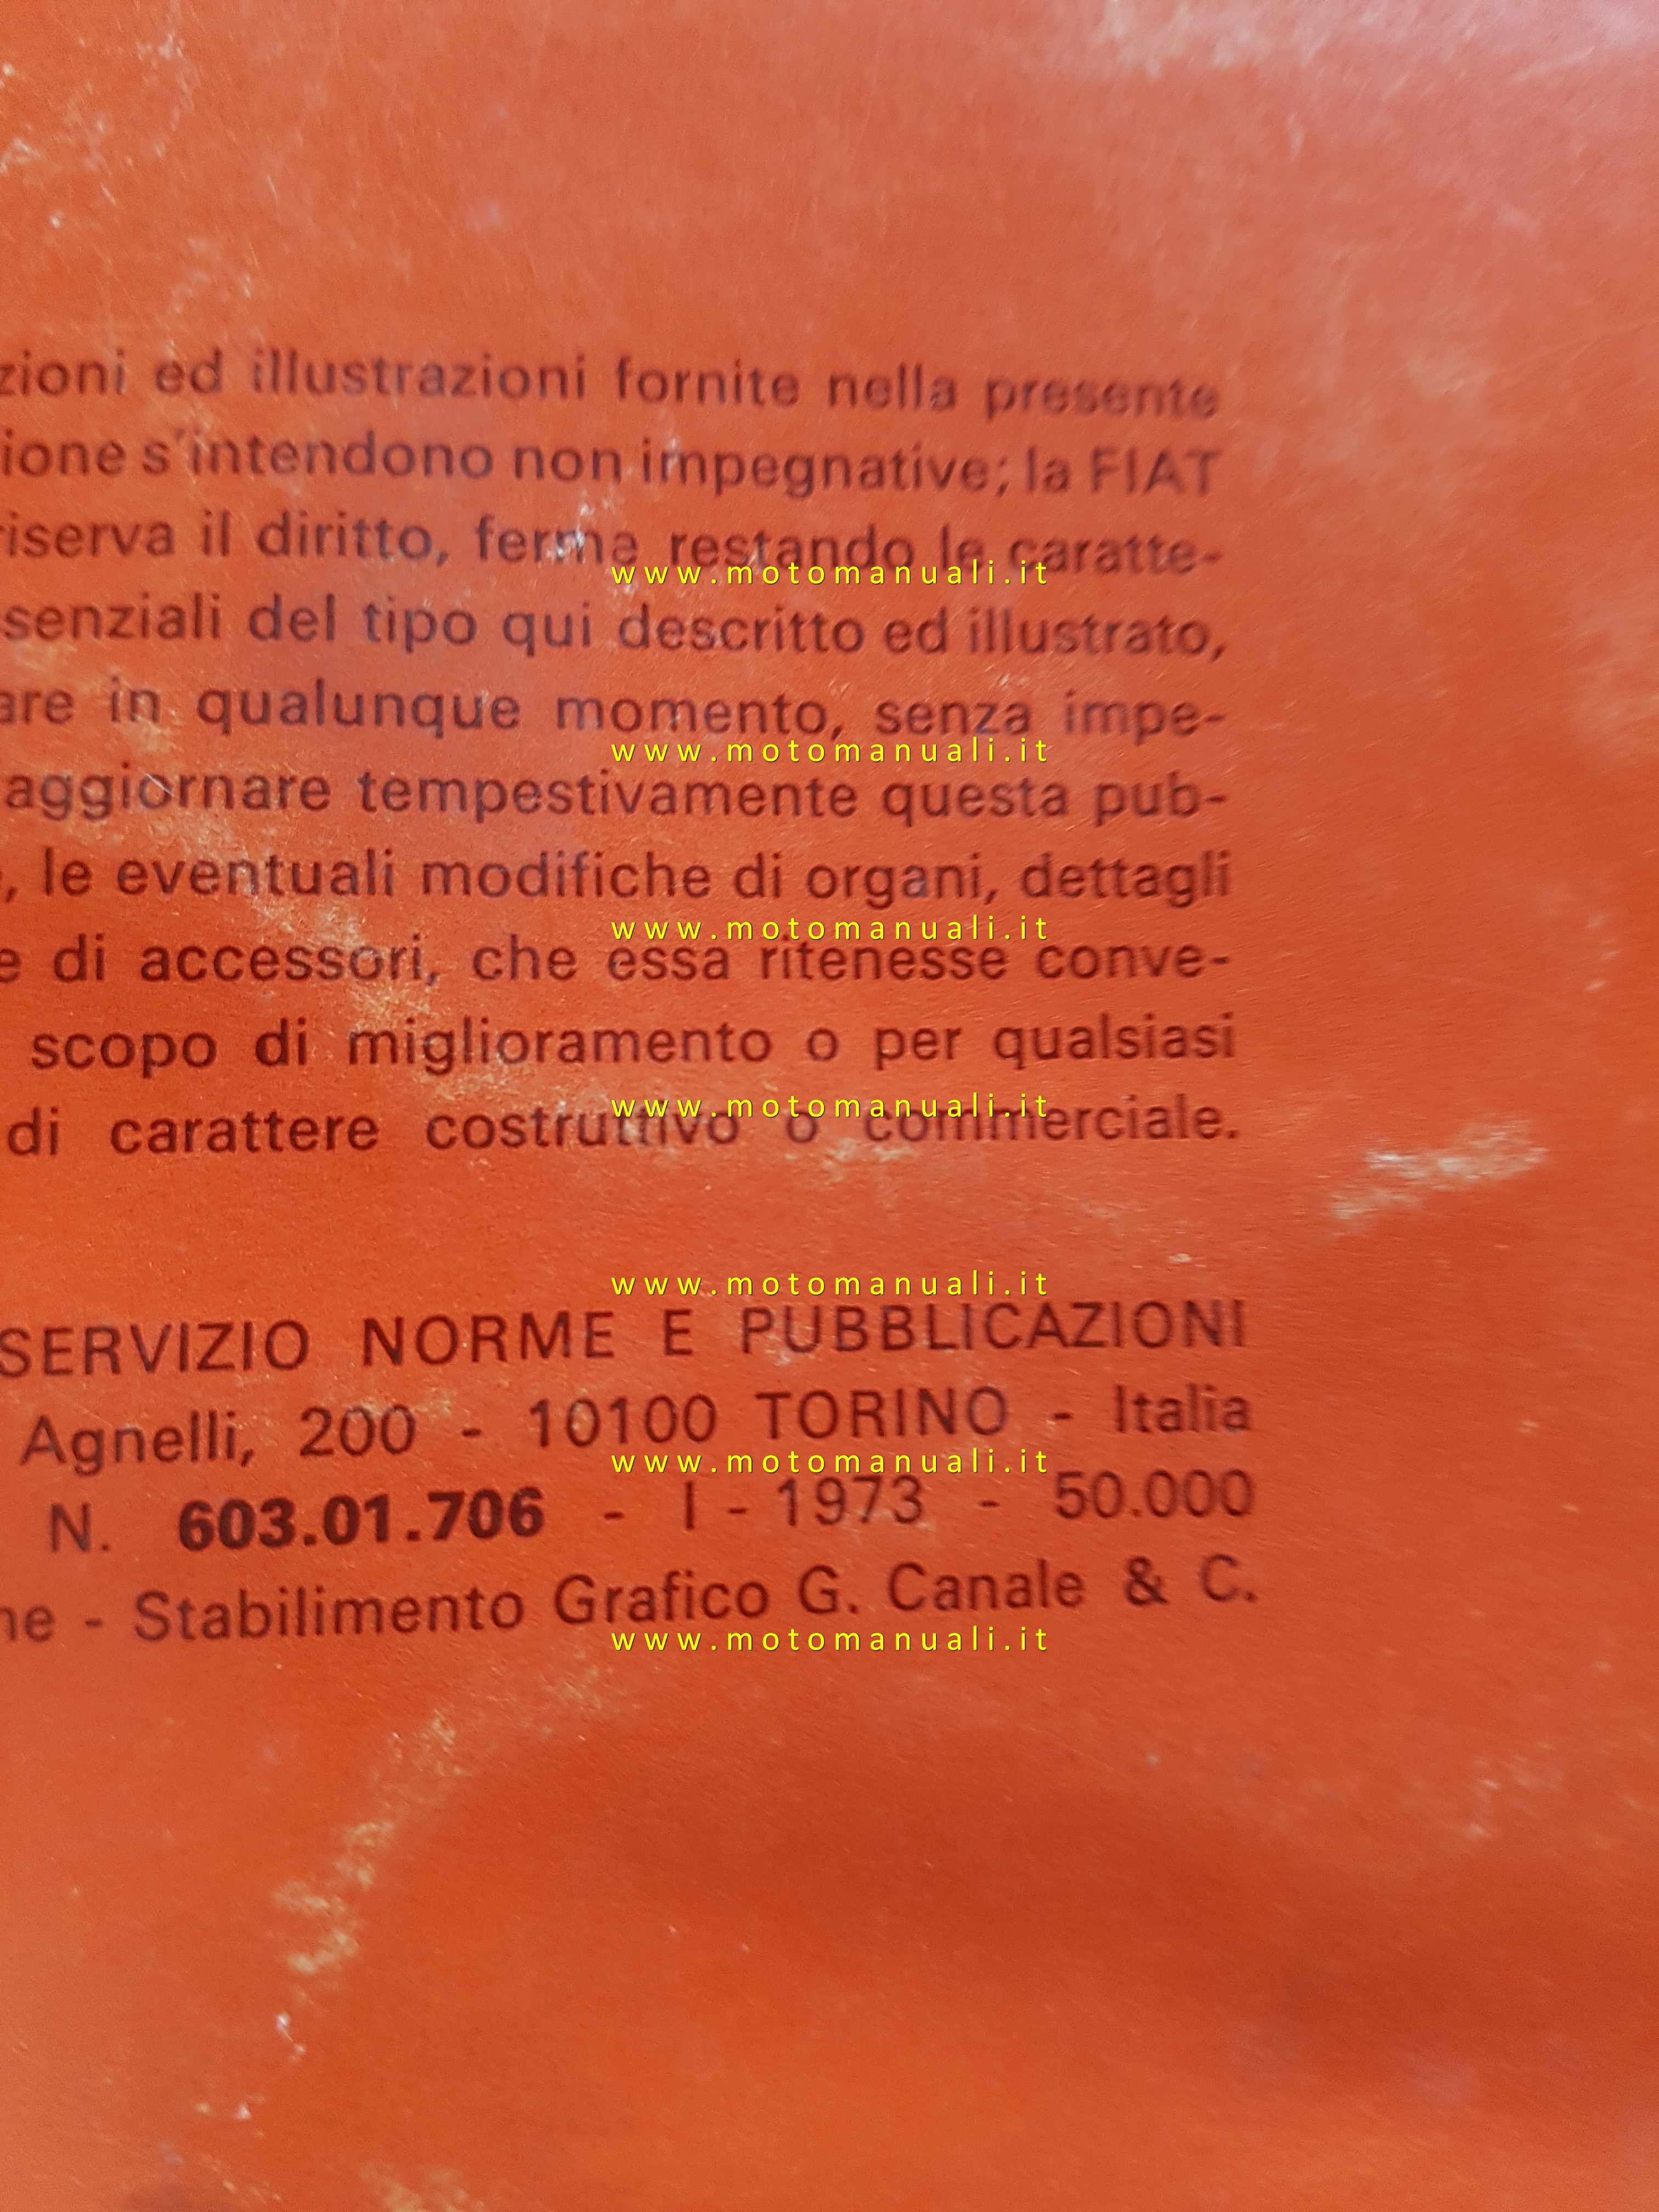 zioni ed illustrazioni fornite nella presente
ione s'intendono non impegnative; la FIAT
riserva il diritto, ferme restando le caratte-
senziali del tipo qui descritto ed illustrato,
are in qualunque momento, senza impe-
aggiornare tempestivamente questa pub-
, le eventuali modifiche di organi, dettagli
e di accessori, che essa ritenesse conve-
scopo di miglioramento o per qualsiasi
di carattere costruttivo o commerciale.
SERVIZIO NORME E PUBBLICAZIONI
Agnelli, 200 - 10100 TORINO - Italia
N. 603.01.706 - I - 1973 - 50.000
ne - Stabilimento Grafico G. Canale & C.
www.motomanuali.it
www.motomanuali.it
www.motomanuali.it
www.motomanuali.it
www.motomanuali.it
www.motomanuali.it
www.motomanuali.it